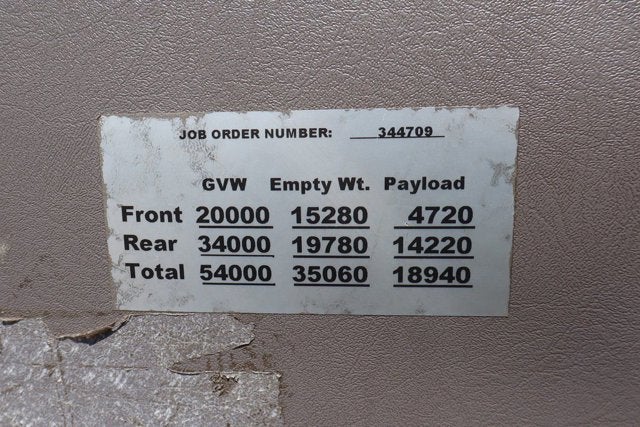 JOB ORDER NUMBER: 344709
GVW Empty Wt. Payload
Front 20000 15280 4720
Rear 34000 19780 14220
Total 54000 35060 18940